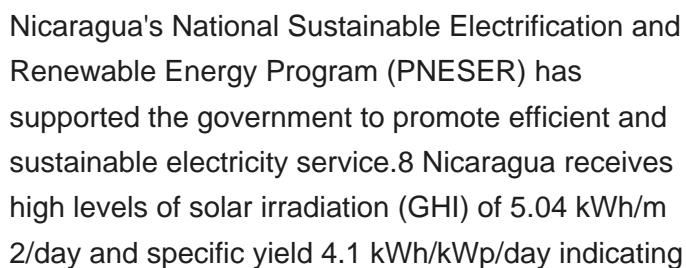 Nicaragua's National Sustainable Electrification and
Renewable Energy Program (PNESER) has
supported the government to promote efficient and
sustainable electricity service.8 Nicaragua receives
high levels of solar irradiation (GHI) of 5.04 kWh/m
2/day and specific yield 4.1 kWh/kWp/day indicating